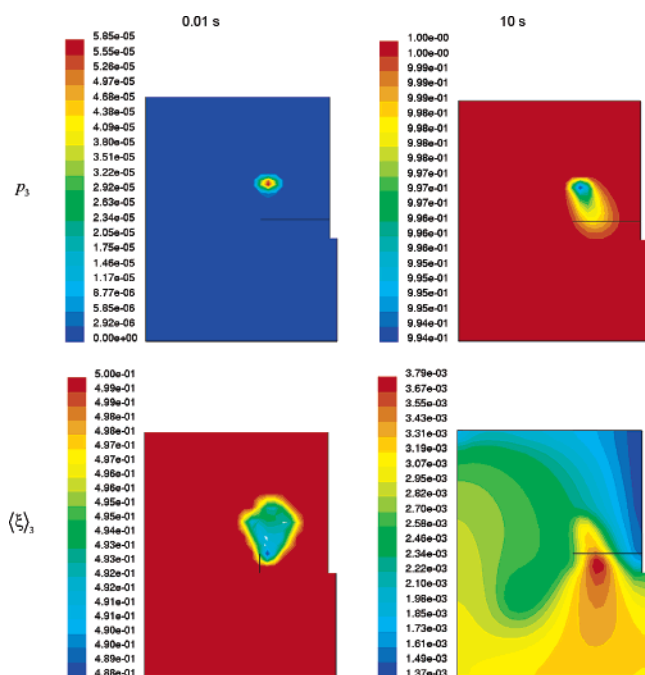 0.01 s
10 s
5.85e-05
5.55e-05
5.26e-05
4.97e-05
4.68e-05
4.38e-05
4.09e-05
3.80e-05
3.51e-05
3.22e-05
2.92e-05
2.63e-05
2.34e-05
2.05e-05
1.75e-05
1.46e-05
1.17e-05
8.77e-06
5.85e-06
2.92e-06
0.00e+00
p₃
1.00e-00
1.00e-00
9.99e-01
9.99e-01
9.99e-01
9.98e-01
9.98e-01
9.98e-01
9.98e-01
9.97e-01
9.97e-01
9.97e-01
9.96e-01
9.96e-01
9.96e-01
9.95e-01
9.95e-01
9.95e-01
9.95e-01
9.94e-01
9.94e-01
5.00e-01
4.99e-01
4.99e-01
4.98e-01
4.98e-01
4.97e-01
4.96e-01
4.96e-01
4.95e-01
4.95e-01
4.94e-01
4.93e-01
4.93e-01
4.92e-01
4.92e-01
4.91e-01
4.91e-01
4.90e-01
4.90e-01
4.89e-01
4.88e-01
⟨ξ⟩₃
3.79e-03
3.67e-03
3.55e-03
3.43e-03
3.31e-03
3.19e-03
3.07e-03
2.95e-03
2.82e-03
2.70e-03
2.58e-03
2.46e-03
2.34e-03
2.22e-03
2.10e-03
1.98e-03
1.85e-03
1.73e-03
1.61e-03
1.49e-03
1.37e-03